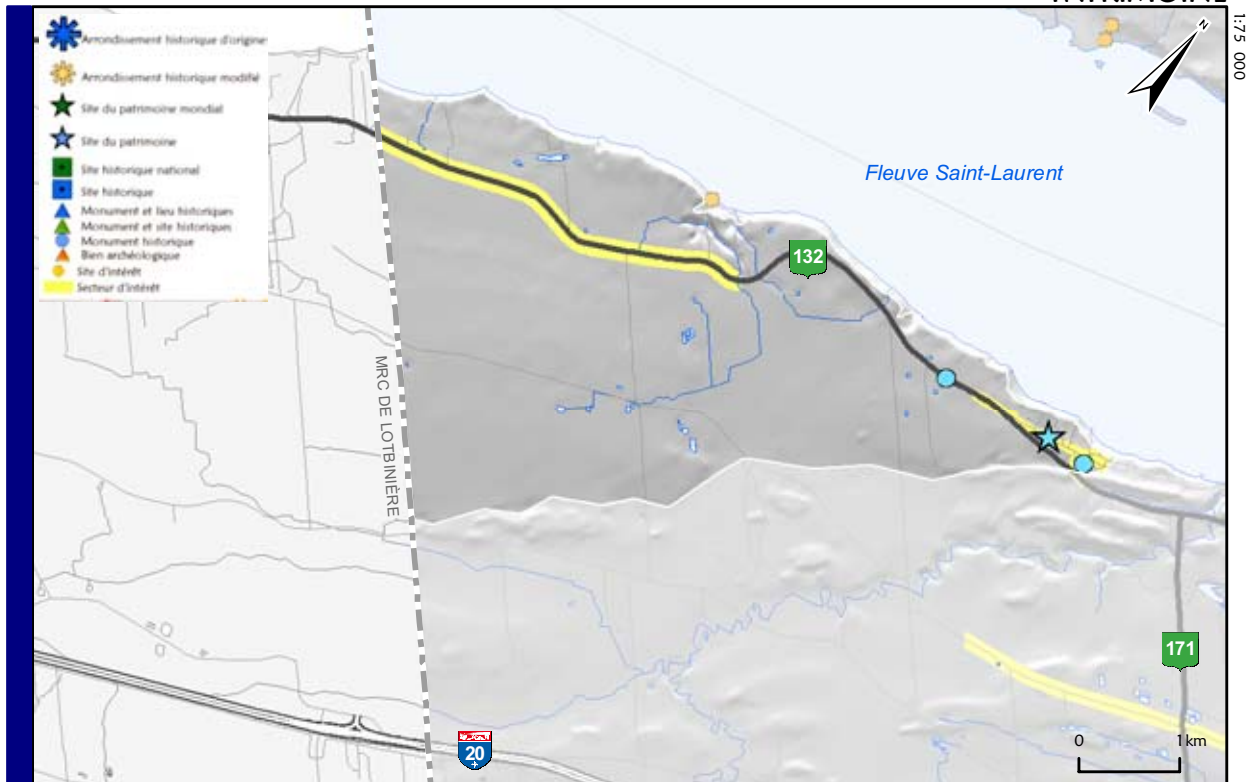 Arrondissement historique d'origine
Arrondissement historique modifié
Site du patrimoine mondial
Site du patrimoine
Site historique national
Site historique
Monument et lieu historiques
Monument et site historiques
Monument historique
Bien archéologique
Site d'intérêt
Secteur d'intérêt
N
1:75 000
Fleuve Saint-Laurent
132
MRC DE LOTBINIÈRE
171
20
0 1 km